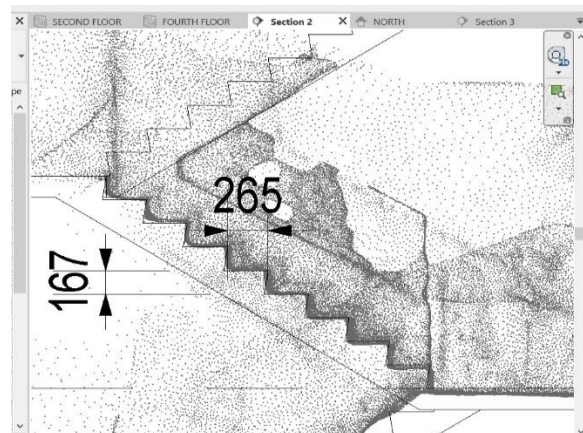 SECOND FLOOR
FOURTH FLOOR
Section 2
NORTH
Section 3
pe
265
167